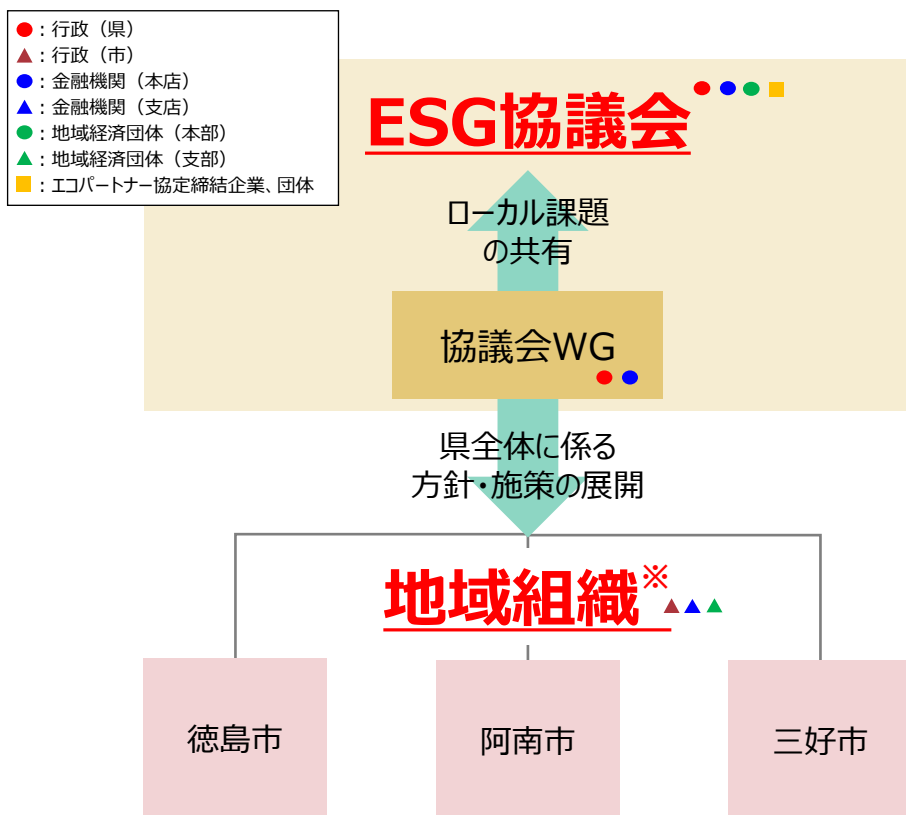 ：行政（県）
：行政（市）
：金融機関（本店）
：金融機関（支店）
：地域経済団体（本部）
：地域経済団体（支部）
：エコパートナー協定締結企業、団体
ESG協議会
ローカル課題
の共有
協議会WG
県全体に係る
方針・施策の展開
地域組織※
徳島市
阿南市
三好市